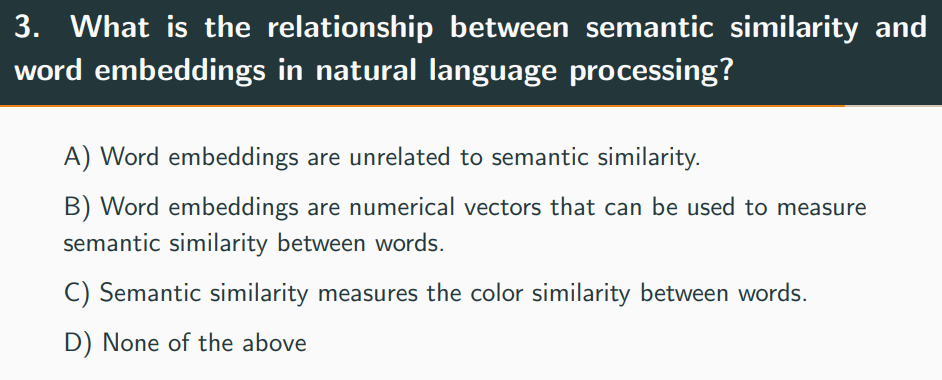 3. What is the relationship between semantic similarity and
word embeddings in natural language processing?
A) Word embeddings are unrelated to semantic similarity.
B) Word embeddings are numerical vectors that can be used to measure
semantic similarity between words.
C) Semantic similarity measures the color similarity between words.
D) None of the above